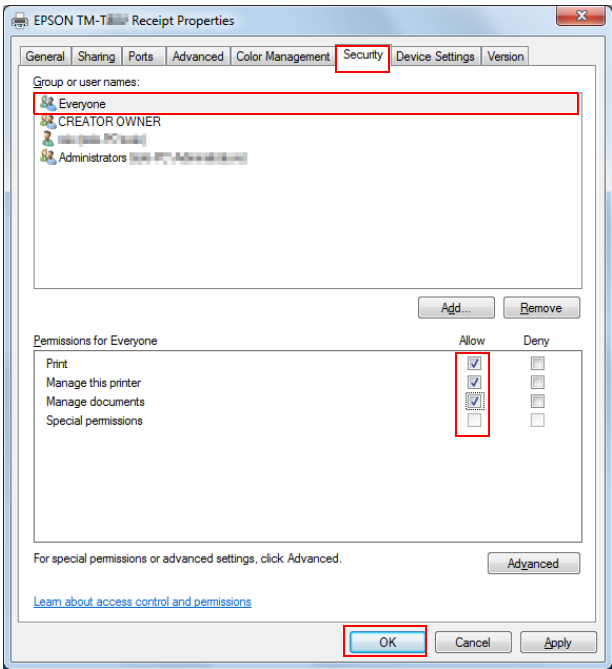 EPSON TM-T Receipt Properties
General Sharing Ports Advanced Color Management Security Device Settings Version
Group or user names:
Everyone
CREATOR OWNER
Administrators
Add... Remove
Permissions for Everyone Allow Deny
Print
Manage this printer
Manage documents
Special permissions
For special permissions or advanced settings, click Advanced.
Advanced
Learn about access control and permissions
OK Cancel Apply